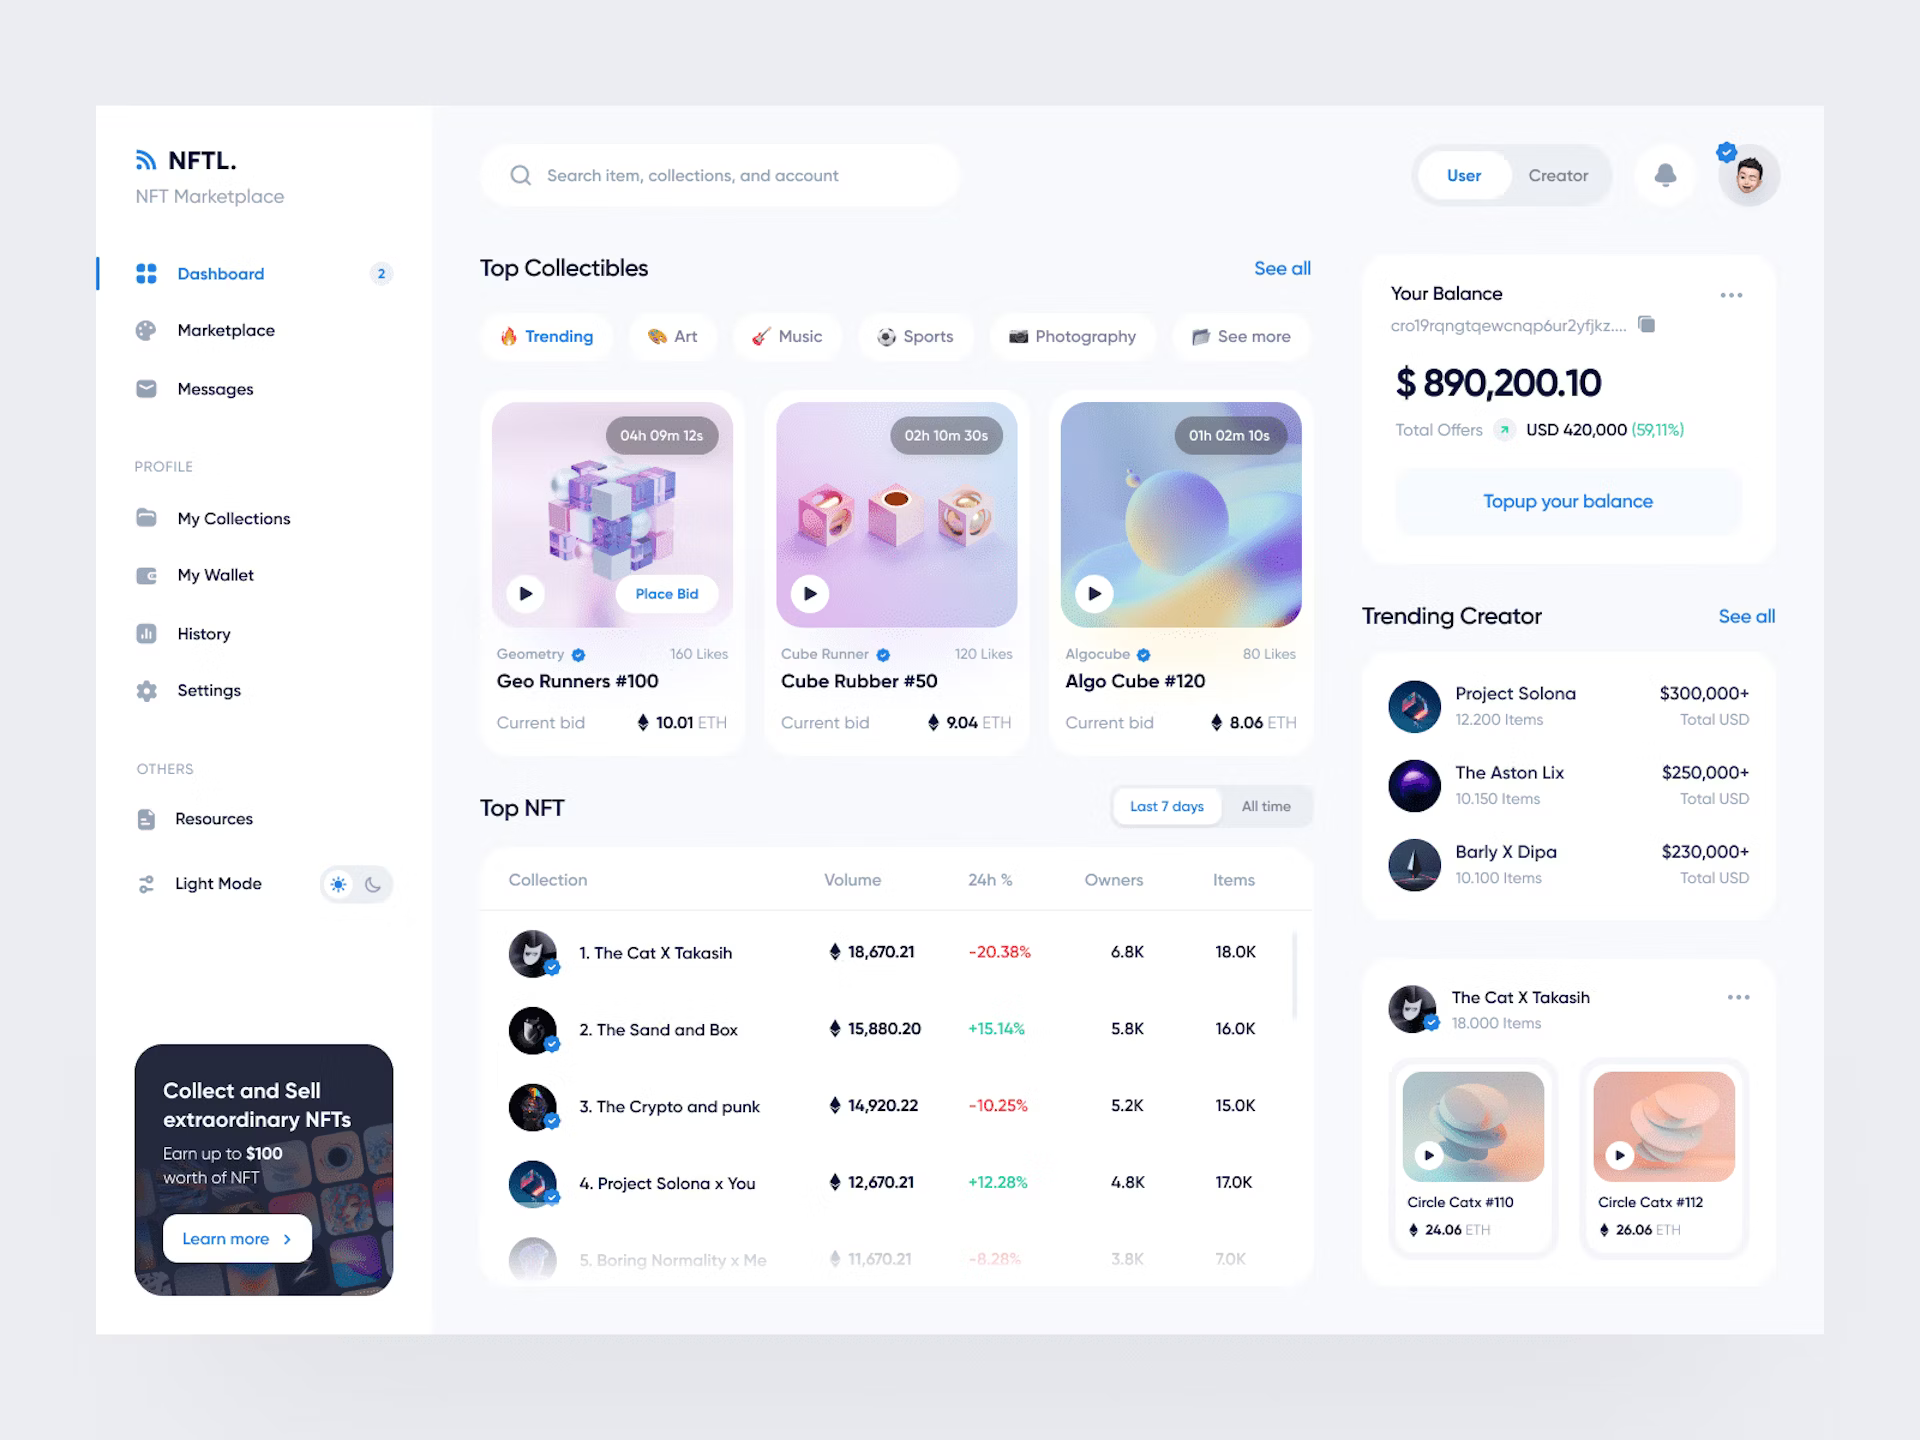 NFTL.
NFT Marketplace
Dashboard 2
Marketplace
Messages
PROFILE
My Collections
My Wallet
History
Settings
OTHERS
Resources
Light Mode
Collect and Sell
extraordinary NFTs
Earn up to $100
worth of NFT
Learn more
Search item, collections, and account
User Creator
Top Collectibles See all
Trending Art Music Sports Photography See more
04h 09m 12s
Place Bid
Geometry 160 Likes
Geo Runners #100
Current bid 10.01 ETH
02h 10m 30s
Cube Runner 120 Likes
Cube Rubber #50
Current bid 9.04 ETH
01h 02m 10s
Algocube 80 Likes
Algo Cube #120
Current bid 8.06 ETH
Top NFT Last 7 days All time
Collection Volume 24h % Owners Items
1. The Cat X Takasih 18,670.21 -20.38% 6.8K 18.0K
2. The Sand and Box 15,880.20 +15.14% 5.8K 16.0K
3. The Crypto and punk 14,920.22 -10.25% 5.2K 15.0K
4. Project Solona x You 12,670.21 +12.28% 4.8K 17.0K
5. Boring Normality x Me 11,670.21 -8.28% 3.8K 7.0K
Your Balance
cro19rqngtqewcnqp6ur2yfjkz....
$ 890,200.10
Total Offers USD 420,000 (59,11%)
Topup your balance
Trending Creator See all
Project Solona $300,000+
12.200 Items Total USD
The Aston Lix $250,000+
10.150 Items Total USD
Barly X Dipa $230,000+
10.100 Items Total USD
The Cat X Takasih
18.000 Items
Circle Catx #110
24.06 ETH
Circle Catx #112
26.06 ETH